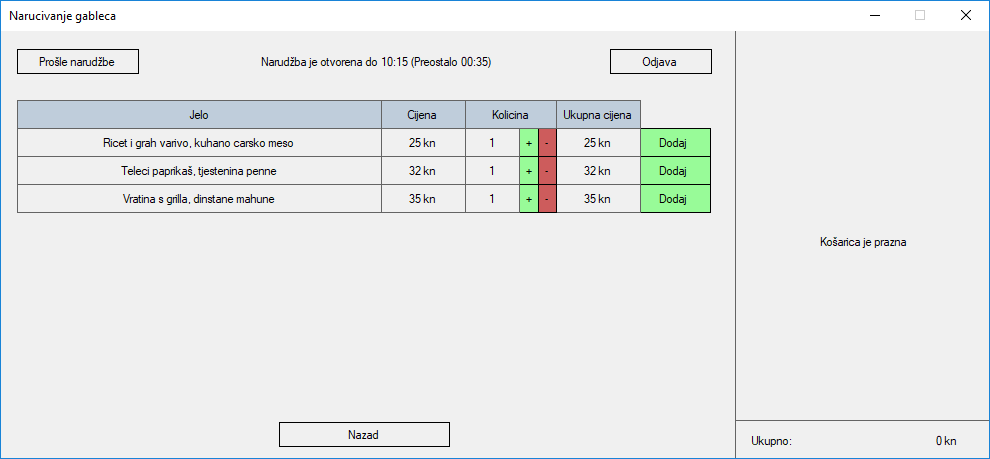 Narucivanje gableca
Prošle narudžbe
Narudžba je otvorena do 10:15 (Preostalo 00:35)
Odjava
Jelo Cijena Kolicina Ukupna cijena
Ricet i grah varivo, kuhano carsko meso 25 kn 1 + - 25 kn Dodaj
Teleci paprikaš, tjestenina penne 32 kn 1 + - 32 kn Dodaj
Vratina s grilla, dinstane mahune 35 kn 1 + - 35 kn Dodaj
Nazad
Košarica je prazna
Ukupno: 0 kn